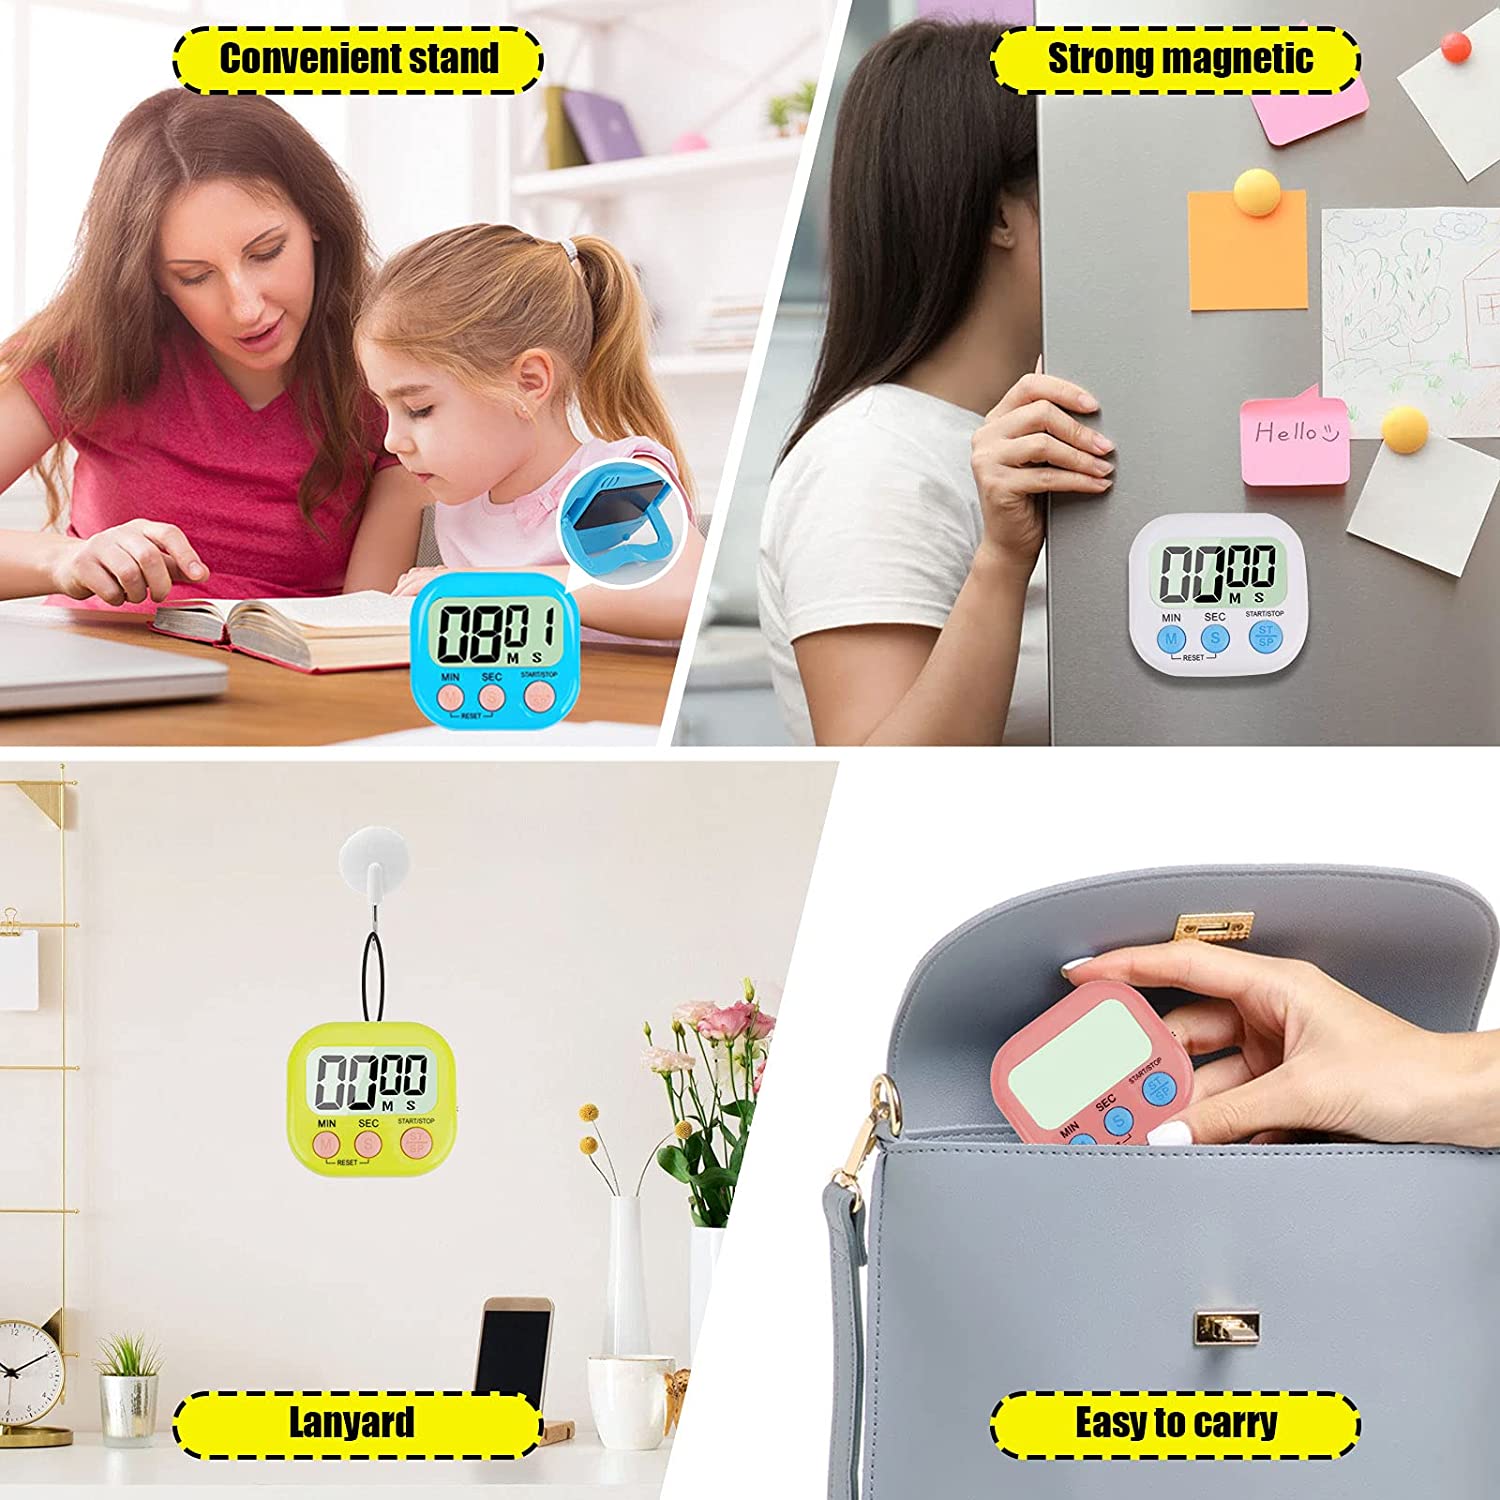 Convenient stand
08 01
M S
MIN SEC START/STOP
M S
RESET
Strong magnetic
Hello
00 00
M S
MIN SEC START/STOP
M S ST/SP
RESET
Lanyard
00 00
M S
MIN SEC START/STOP
M S ST/SP
RESET
Easy to carry
MIN SEC START/STOP
S ST/SP